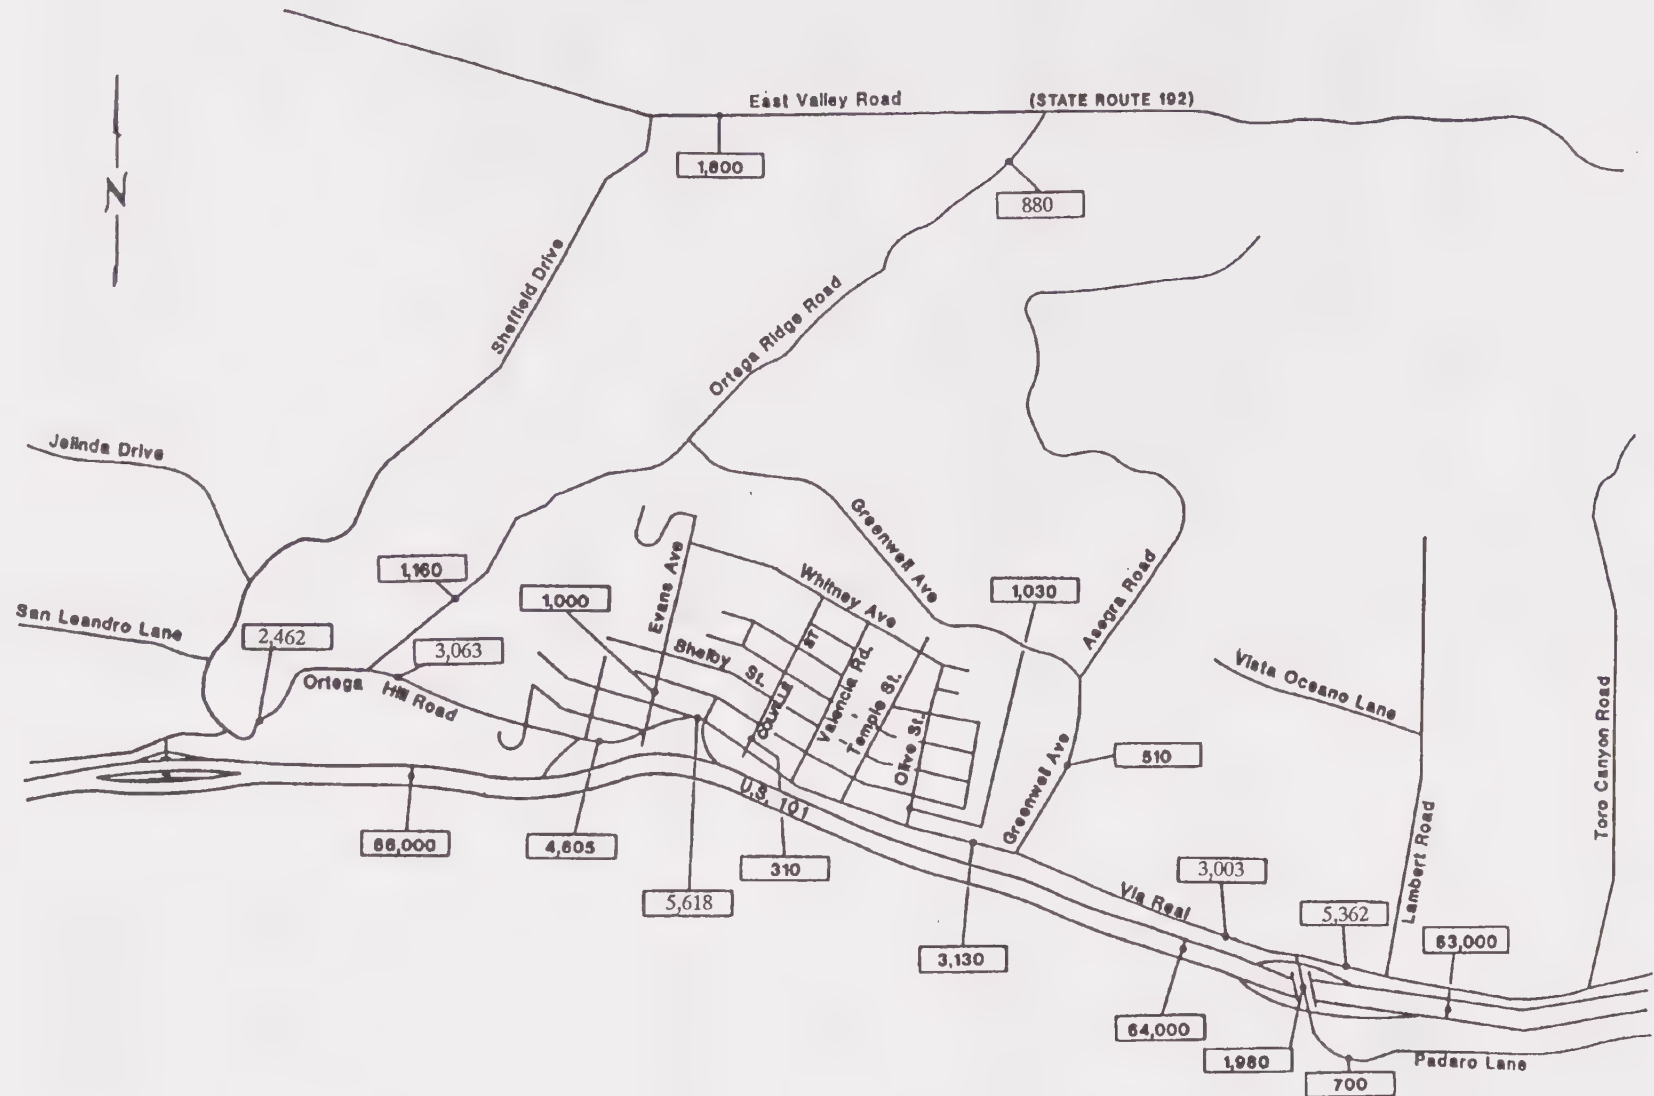 East Valley Road (STATE ROUTE 192)
1,800
880
N
Sheffield Drive
Ortega Ridge Road
Jelinda Drive
Greenwell Ave
1,160
1,000
Evans Ave
Whitney Ave
1,030
Asegra Road
San Leandro Lane
2,462
3,063
Ortega Hill Road
Shelby St.
COLVILLE ST
Valencia Rd.
Temple St.
Olive St.
Vista Oceano Lane
Toro Canyon Road
Greenwell Ave
510
U.S. 101
66,000
4,605
310
5,618
Via Real
3,003
Lambert Road
5,362
63,000
3,130
64,000
1,980
Padaro Lane
700